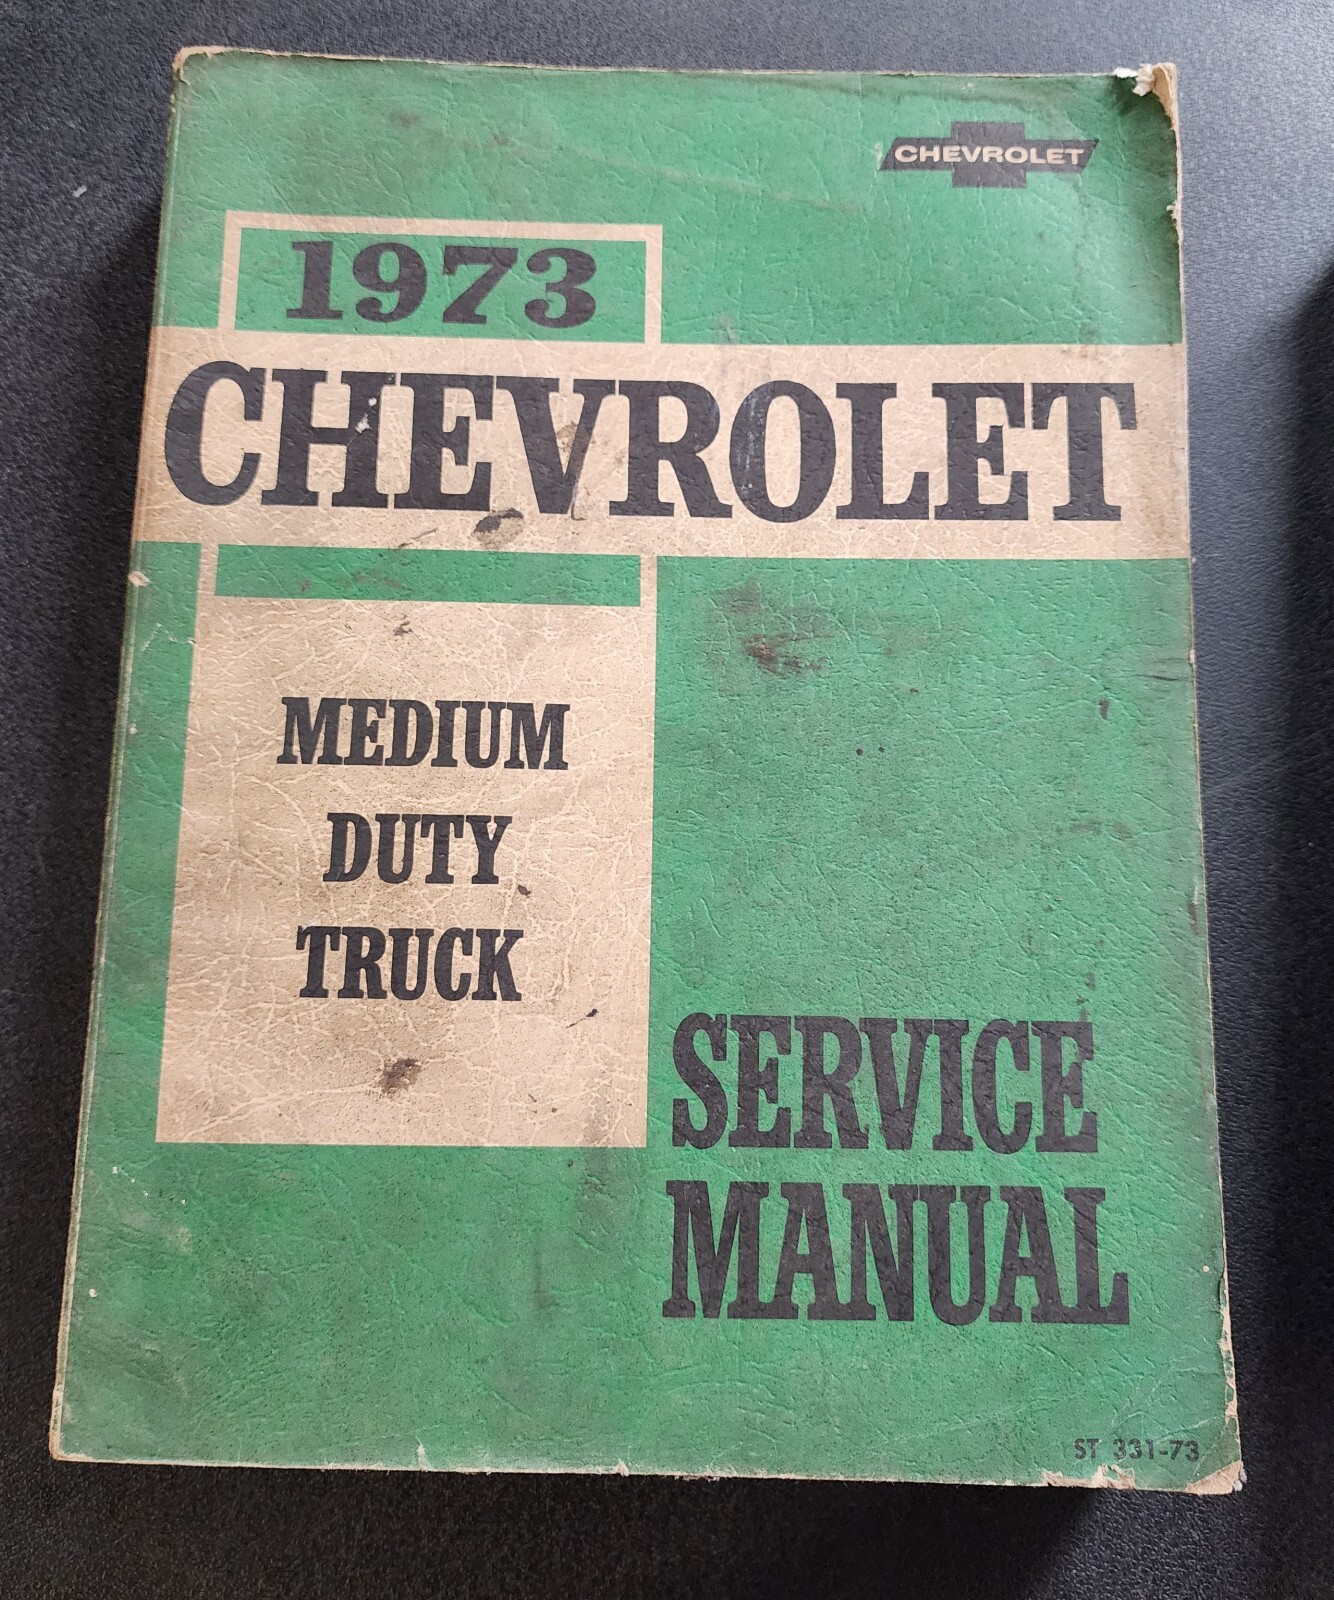 CHEVROLET
1973
CHEVROLET
MEDIUM
DUTY
TRUCK
SERVICE
MANUAL
ST 331-73